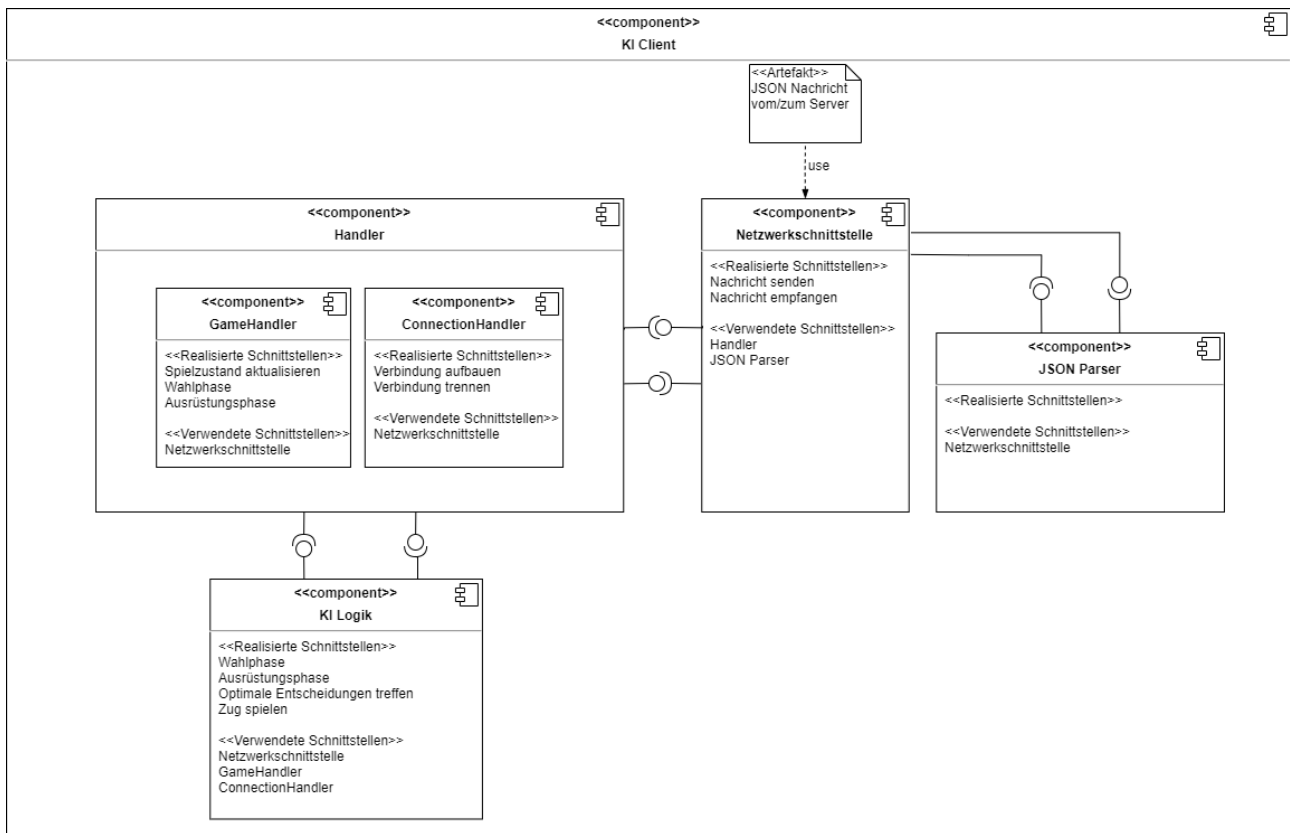 <<component>>
KI Client
<<Artefakt>>
JSON Nachricht
vom/zum Server
use
<<component>>
Handler
<<component>>
GameHandler
<<Realisierte Schnittstellen>>
Spielzustand aktualisieren
Wahlphase
Ausrüstungsphase
<<Verwendete Schnittstellen>>
Netzwerkschnittstelle
<<component>>
ConnectionHandler
<<Realisierte Schnittstellen>>
Verbindung aufbauen
Verbindung trennen
<<Verwendete Schnittstellen>>
Netzwerkschnittstelle
<<component>>
Netzwerkschnittstelle
<<Realisierte Schnittstellen>>
Nachricht senden
Nachricht empfangen
<<Verwendete Schnittstellen>>
Handler
JSON Parser
<<component>>
JSON Parser
<<Realisierte Schnittstellen>>
<<Verwendete Schnittstellen>>
Netzwerkschnittstelle
<<component>>
KI Logik
<<Realisierte Schnittstellen>>
Wahlphase
Ausrüstungsphase
Optimale Entscheidungen treffen
Zug spielen
<<Verwendete Schnittstellen>>
Netzwerkschnittstelle
GameHandler
ConnectionHandler